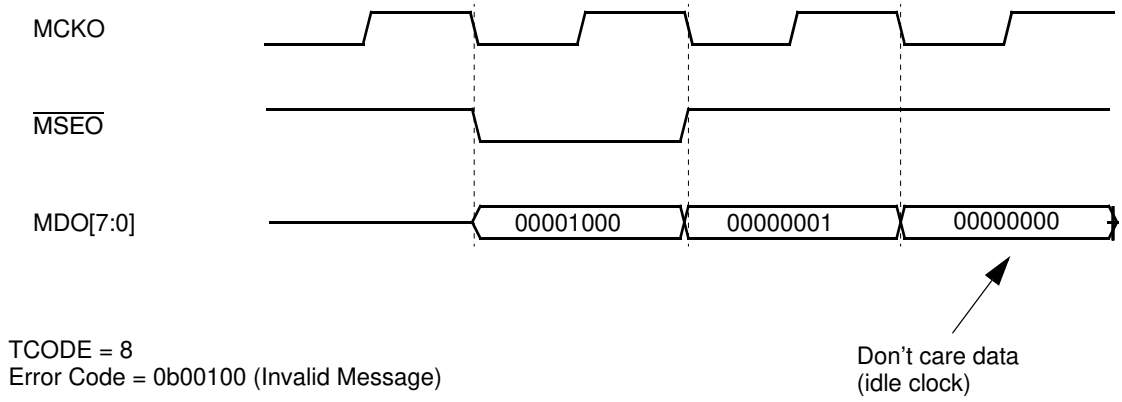 MCKO
MSEO
MDO[7:0]
00001000
00000001
00000000
TCODE = 8
Error Code = 0b00100 (Invalid Message)
Don't care data
(idle clock)